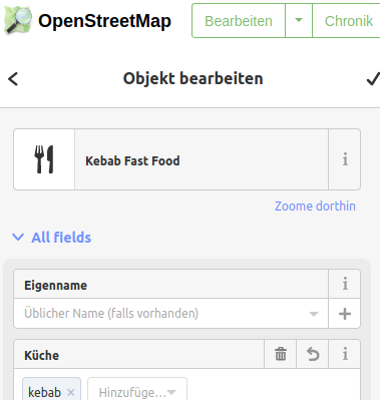 OpenStreetMap
Bearbeiten
Chronik
Objekt bearbeiten
Kebab Fast Food
i
Zoome dorthin
All fields
Eigenname
i
Üblicher Name (falls vorhanden)
+
Küche
i
kebab ×
Hinzufüge...